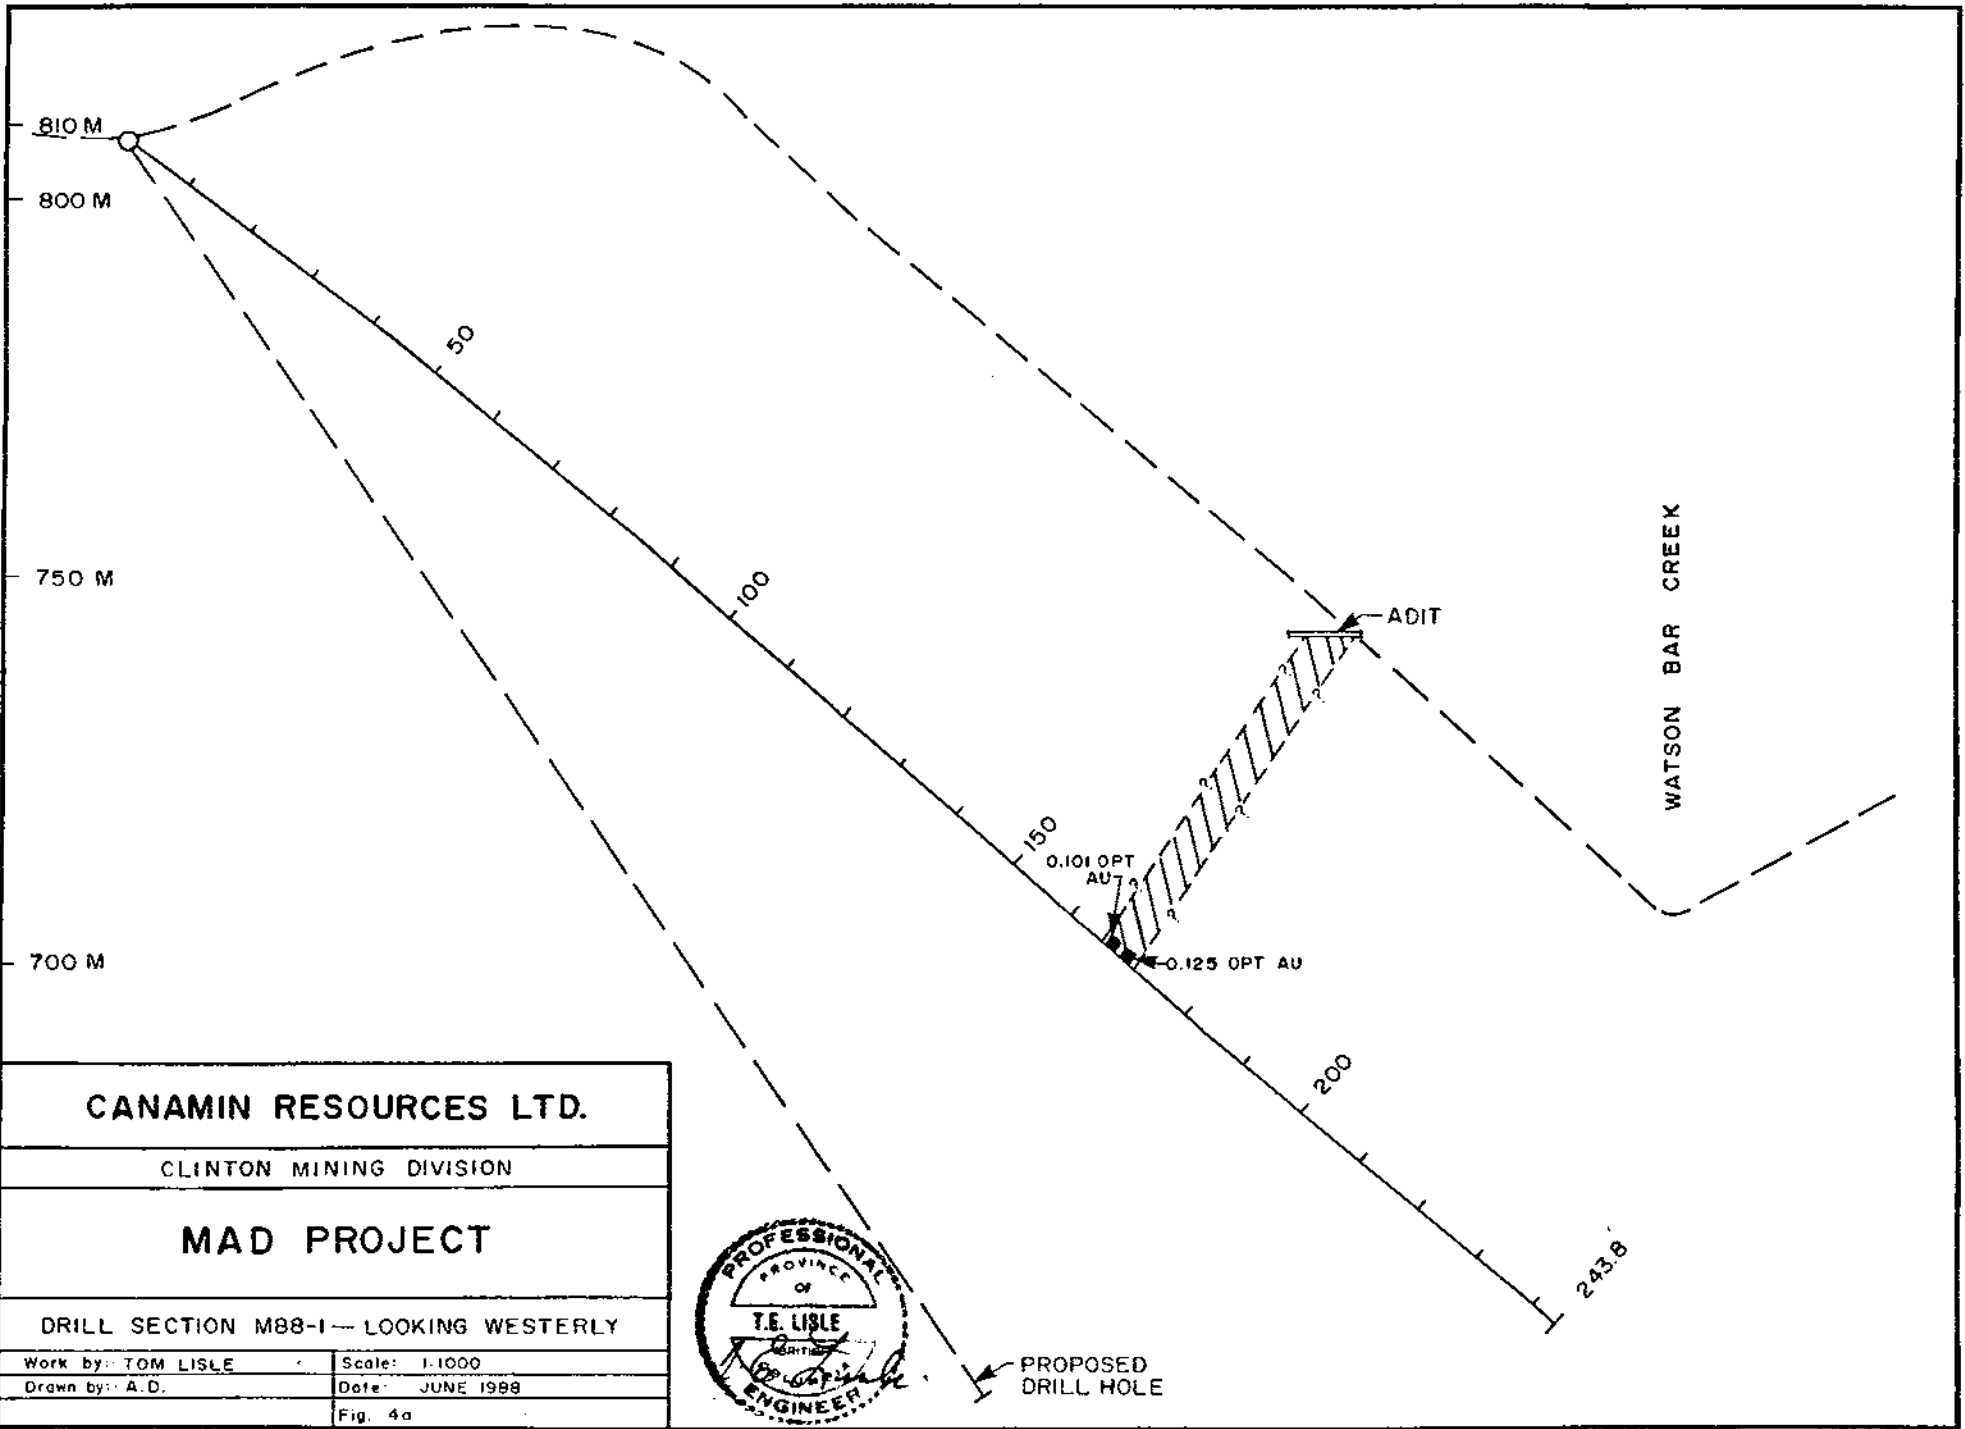 810 M
800 M
50
750 M
100
ADIT
WATSON BAR CREEK
150
0.101 OPT
AU
0.125 OPT AU
700 M
200
243.8
CANAMIN RESOURCES LTD.
CLINTON MINING DIVISION
MAD PROJECT
DRILL SECTION M88-1 — LOOKING WESTERLY
Work by: TOM LISLE
Scale: 1:1000
Drawn by: A.D.
Date: JUNE 1988
Fig. 4a
PROFESSIONAL
PROVINCE
OF
T.E. LISLE
BRITISH
ENGINEER
PROPOSED
DRILL HOLE
? ? ? ? ? ? ? ?